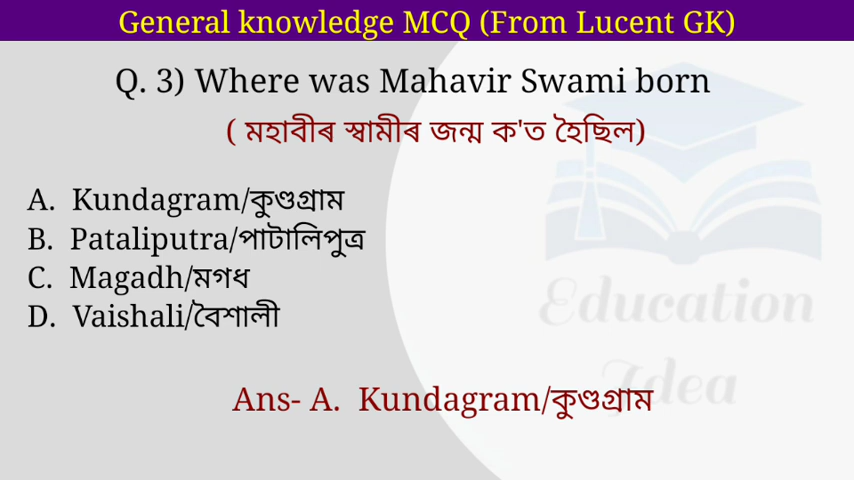 General knowledge MCQ (From Lucent GK)
Q. 3) Where was Mahavir Swami born
( মহাবীৰ স্বামীৰ জন্ম ক'ত হৈছিল)
A. Kundagram/কুণ্ডগ্ৰাম
B. Pataliputra/পাটালিপুত্ৰ
C. Magadh/মগধ
D. Vaishali/বৈশালী
Education
Idea
Ans- A. Kundagram/কুণ্ডগ্ৰাম